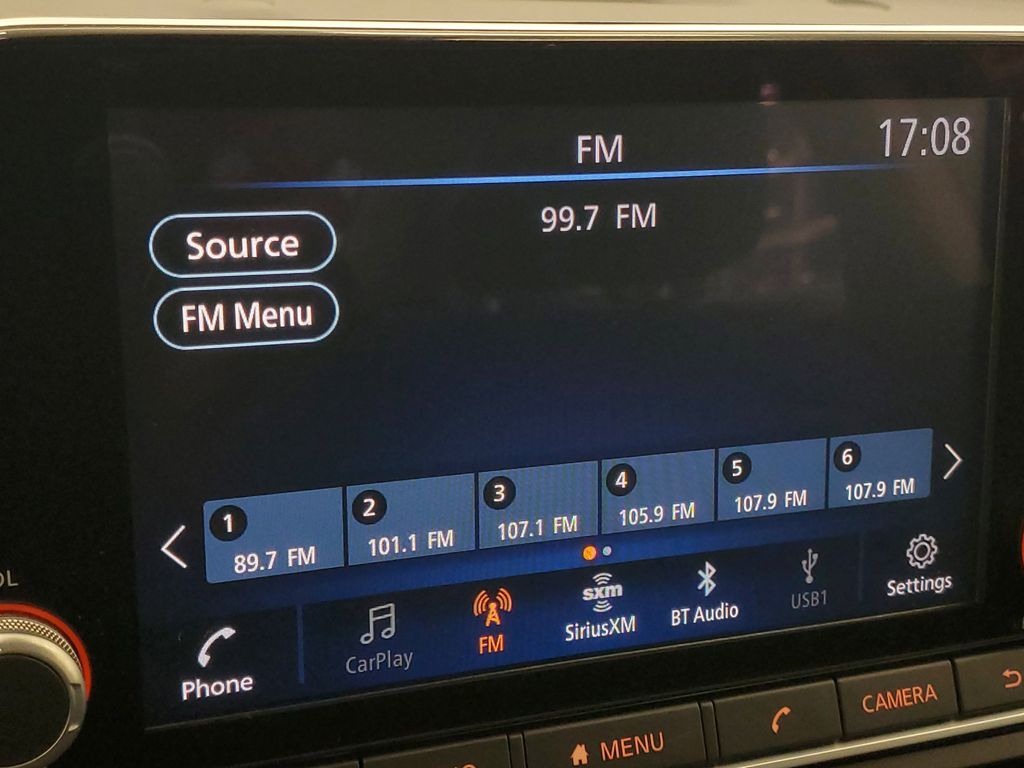 FM
17:08
99.7 FM
Source
FM Menu
1
89.7 FM
2
101.1 FM
3
107.1 FM
4
105.9 FM
5
107.9 FM
6
107.9 FM
Phone
CarPlay
FM
sxm
SiriusXM
BT Audio
USB1
Settings
MENU
CAMERA